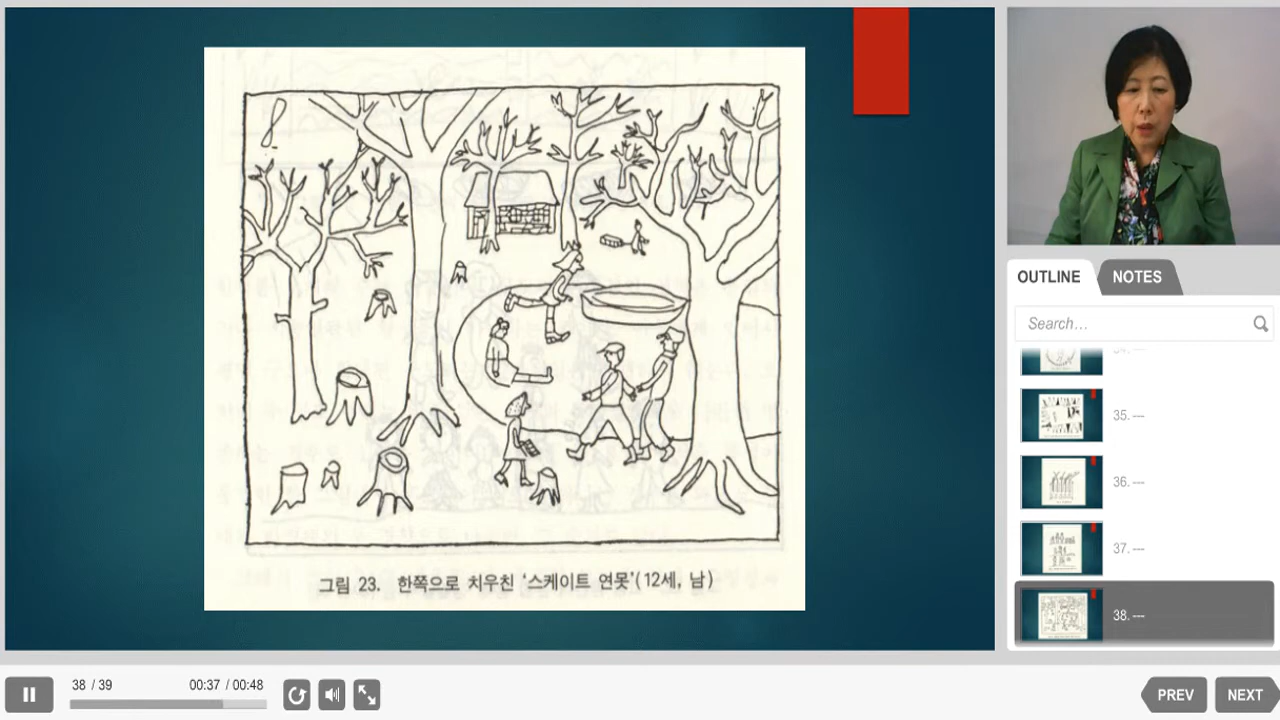 그림 23. 한쪽으로 치우친 '스케이트 연못'(12세, 남)
OUTLINE
NOTES
Search...
35. ---
36. ---
37. ---
38. ---
38 / 39
00:37 / 00:48
PREV
NEXT